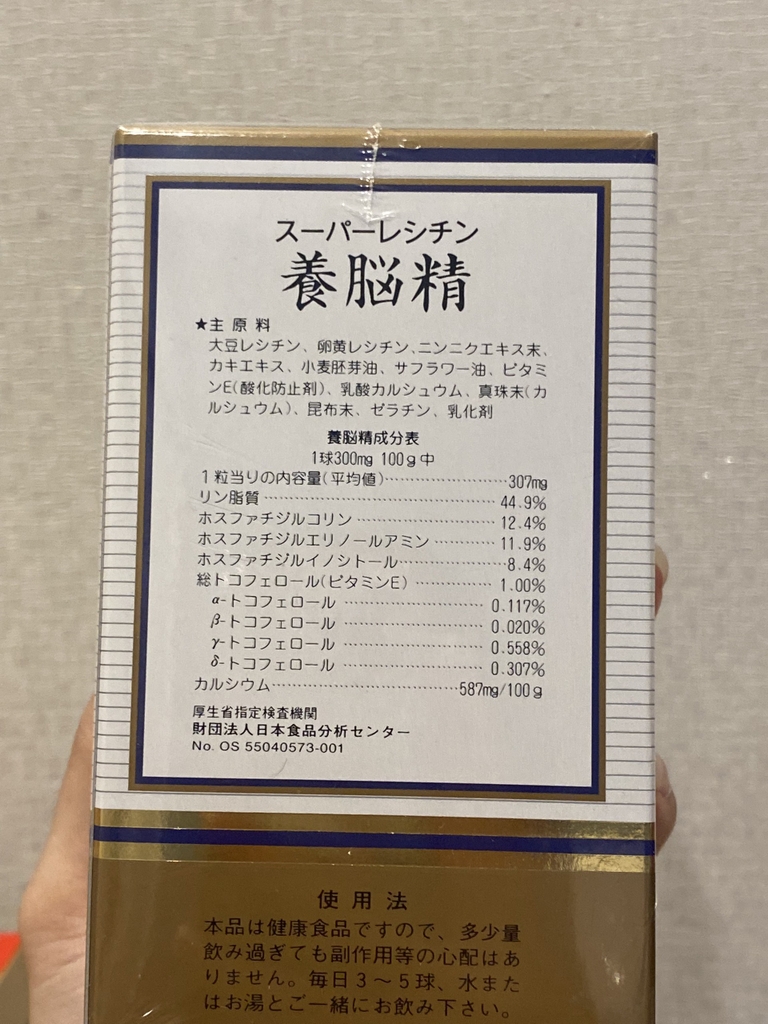 スーパーレシチン
養脳精
★主原料
大豆レシチン、卵黄レシチン、ニンニクエキス末、
カキエキス、小麦胚芽油、サフラワー油、ビタミ
ンE(酸化防止剤)、乳酸カルシュウム、真珠末(カ
ルシュウム)、昆布末、ゼラチン、乳化剤
養脳精成分表
1球300mg 100g中
1粒当りの内容量(平均値)……………307mg
リン脂質……………44.9%
ホスファチジルコリン……………12.4%
ホスファチジルエリノールアミン……………11.9%
ホスファチジルイノシトール……………8.4%
総トコフェロール(ビタミンE)……………1.00%
α-トコフェロール……………0.117%
β-トコフェロール……………0.020%
γ-トコフェロール……………0.558%
δ-トコフェロール……………0.307%
カルシウム……………587mg/100g
厚生省指定検査機関
財団法人日本食品分析センター
No. OS 55040573-001
使用法
本品は健康食品ですので、多少量
飲み過ぎても副作用等の心配はあ
りません。毎日3〜5球、水また
はお湯とご一緒にお飲み下さい。